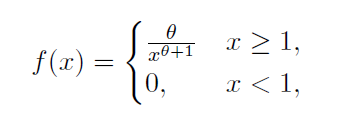 f(x) = { θ/x^{θ+1} x ≥ 1,
0, x < 1,